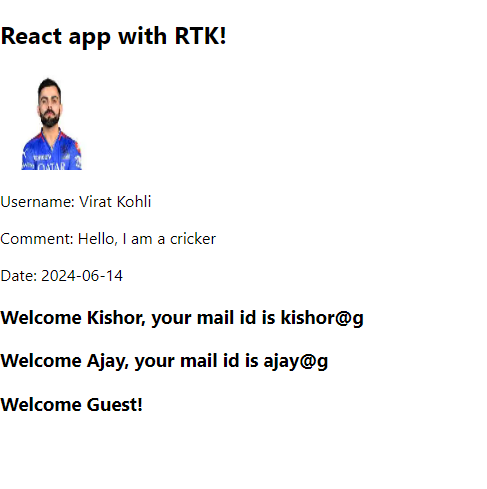 React app with RTK!
QATAR
Username: Virat Kohli
Comment: Hello, I am a cricker
Date: 2024-06-14
Welcome Kishor, your mail id is kishor@g
Welcome Ajay, your mail id is ajay@g
Welcome Guest!